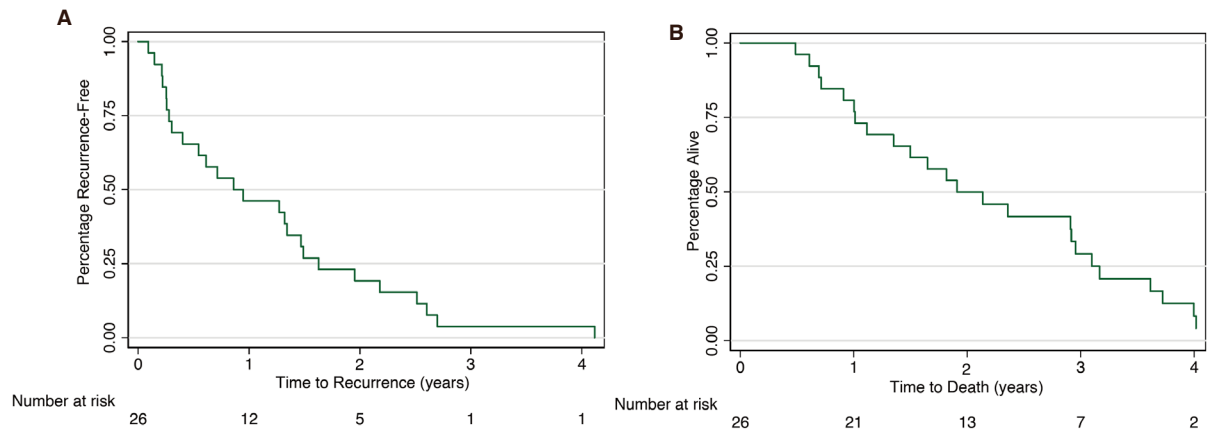 A
Percentage Recurrence-Free
1.00
0.75
0.50
0.25
0.00
0 1 2 3 4
Time to Recurrence (years)
Number at risk
26 12 5 1 1
B
Percentage Alive
1.00
0.75
0.50
0.25
0.00
0 1 2 3 4
Time to Death (years)
Number at risk
26 21 13 7 2